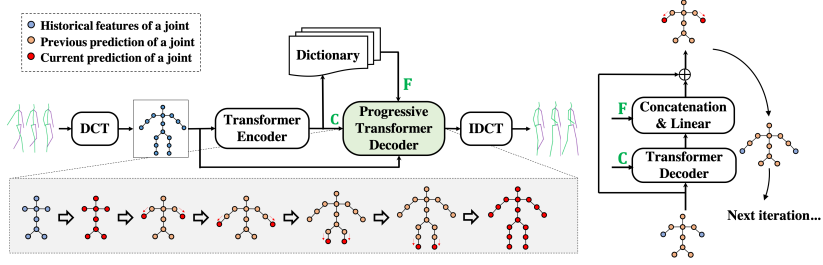 Historical features of a joint
Previous prediction of a joint
Current prediction of a joint
Dictionary
F
C
DCT
Transformer
Encoder
Progressive
Transformer
Decoder
IDCT
F
Concatenation
& Linear
C
Transformer
Decoder
Next iteration...